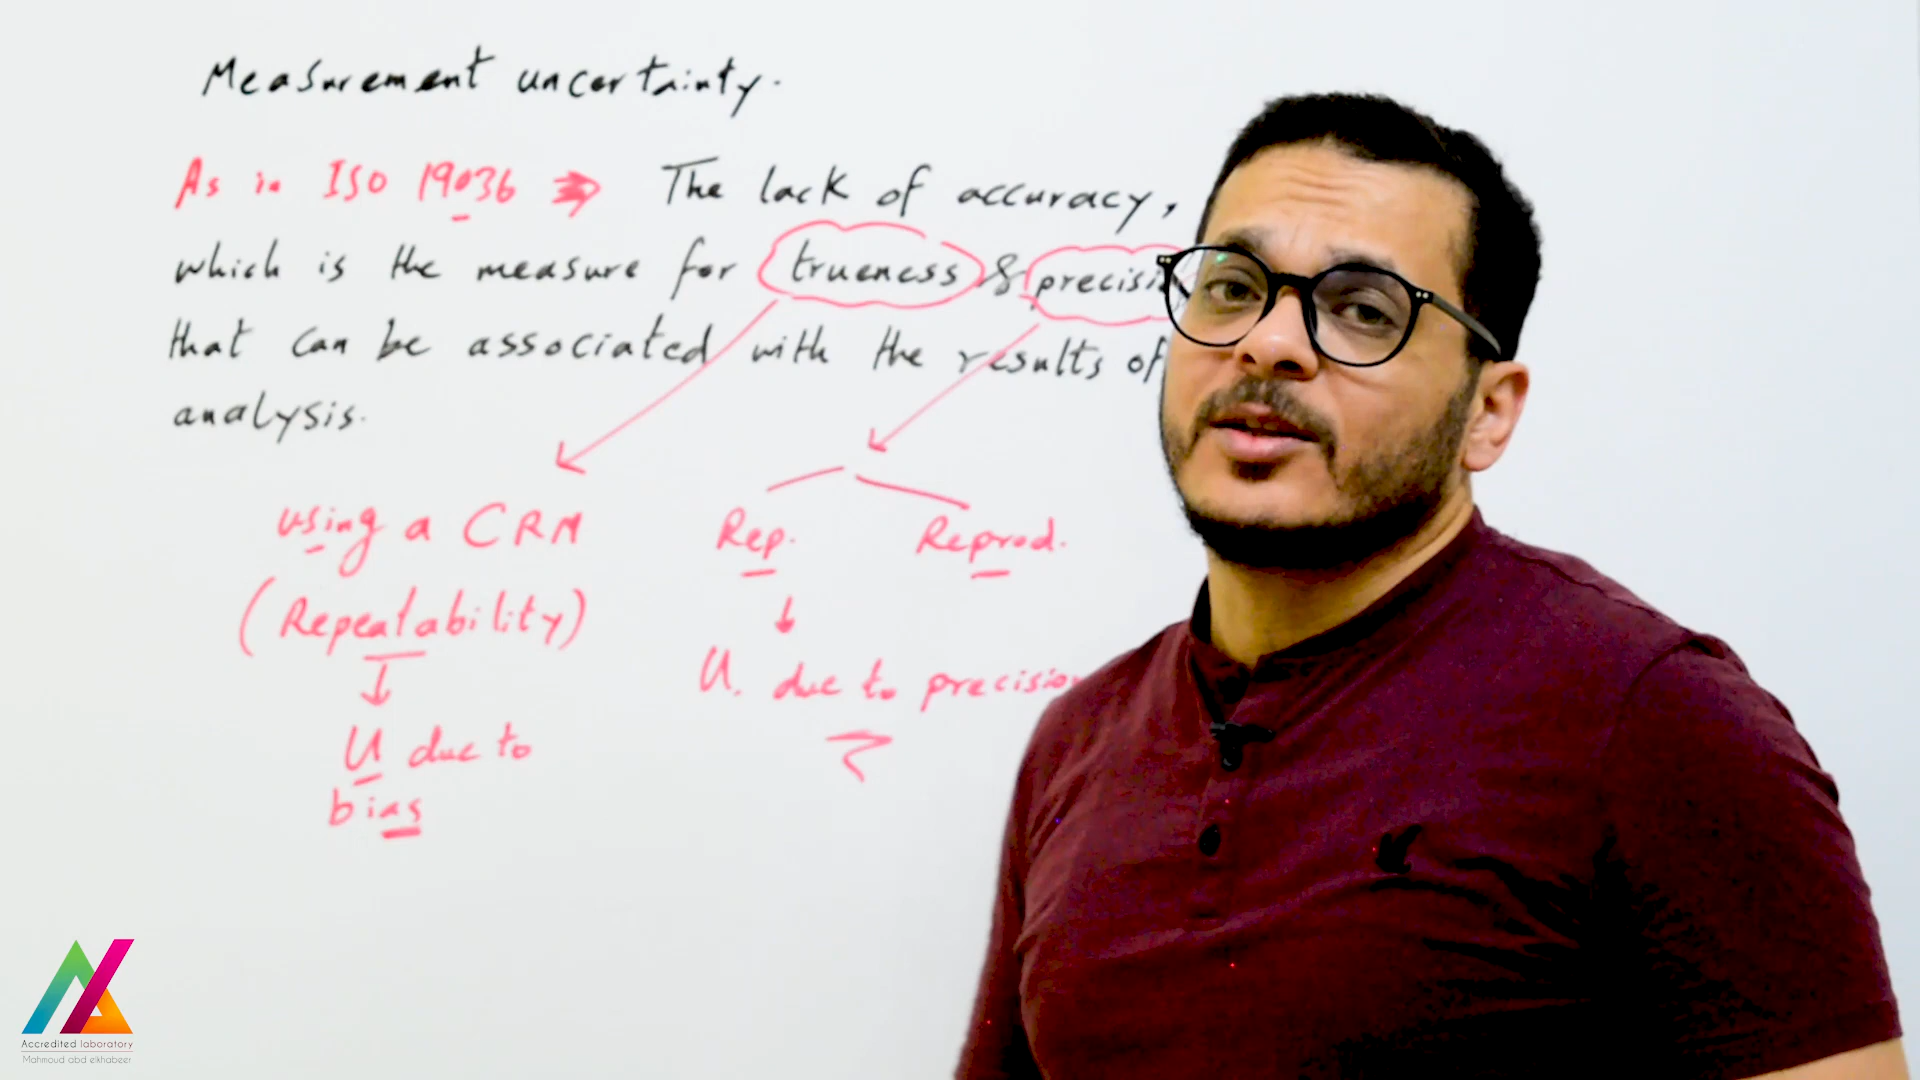 Measurement uncertainty.
As in ISO 19036 ⇒ The lack of accuracy,
which is the measure for trueness & precisi
that can be associated with the results of
analysis.
using a CRM
(Repeatability)
↓
U due to
bias
Rep. Reprod.
↓
U. due to precision
Accredited laboratory
Mahmoud abd elkhabeer